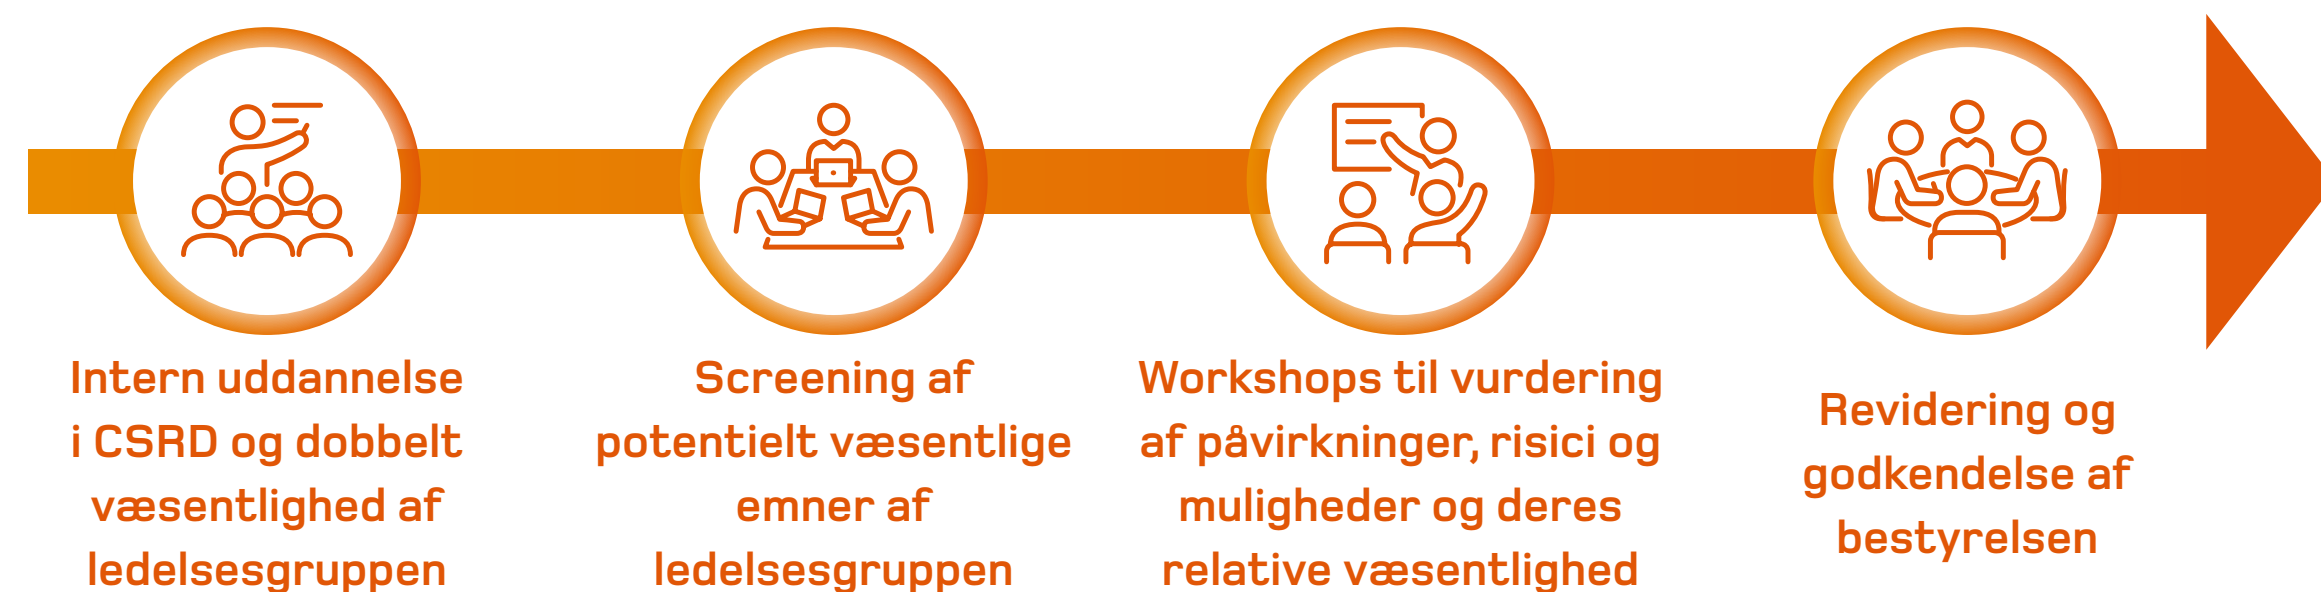 Intern uddannelse
i CSRD og dobbelt
væsentlighed af
ledelsesgruppen
Screening af
potentielt væsentlige
emner af
ledelsesgruppen
Workshops til vurdering
af påvirkninger, risici og
muligheder og deres
relative væsentlighed
Revidering og
godkendelse af
bestyrelsen